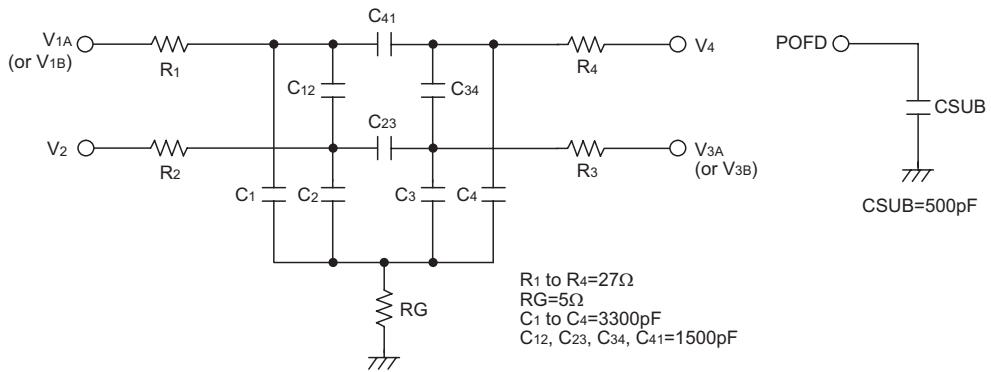 C41
V1A
(or V1B)
R1
V4
R4
POFD
C12
C34
CSUB
C23
V2
R2
V3A
(or V3B)
R3
C1
C2
C3
C4
CSUB=500pF
RG
R1 to R4=27Ω
RG=5Ω
C1 to C4=3300pF
C12, C23, C34, C41=1500pF